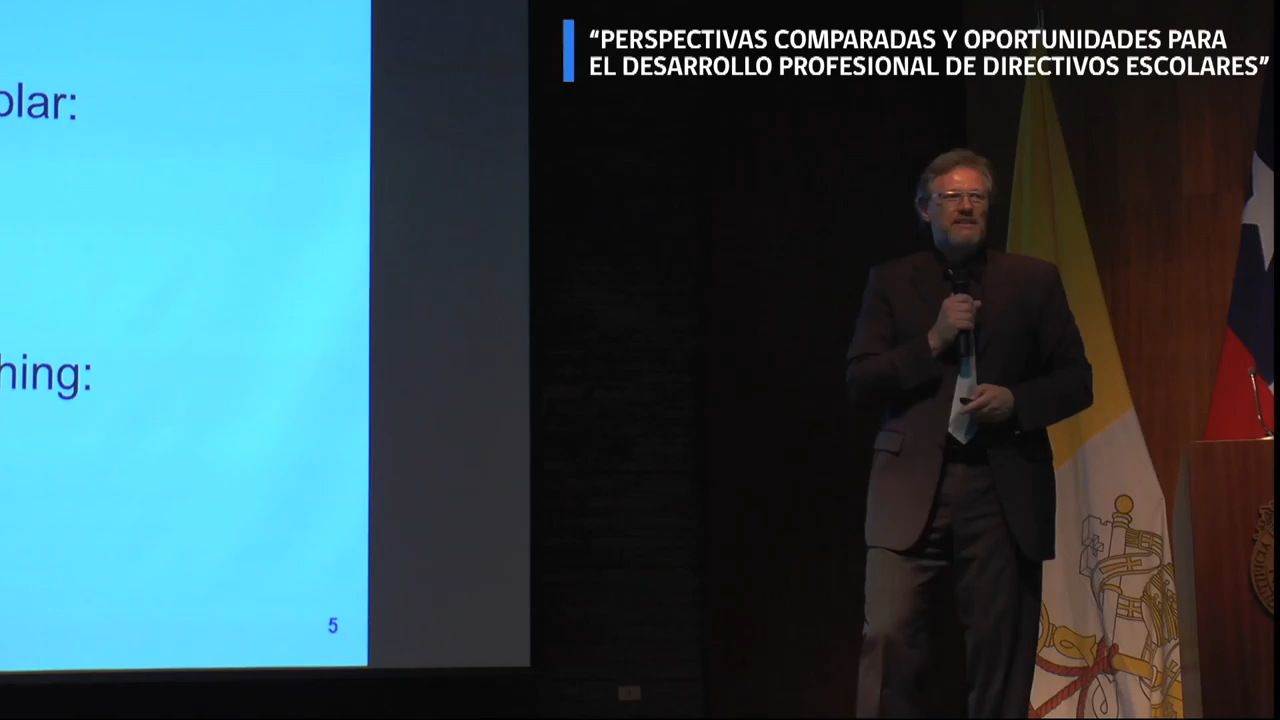 “PERSPECTIVAS COMPARADAS Y OPORTUNIDADES PARA
EL DESARROLLO PROFESIONAL DE DIRECTIVOS ESCOLARES”
olar:
hing:
5